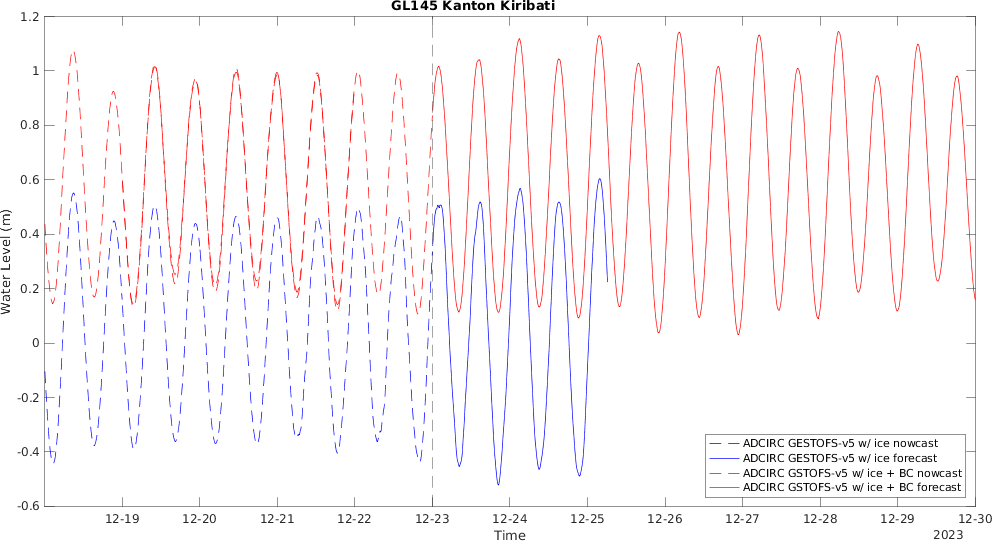 GL145 Kanton Kiribati
Water Level (m)
1.2
1
0.8
0.6
0.4
0.2
0
-0.2
-0.4
-0.6
ADCIRC GESTOFS-v5 w/ ice nowcast
ADCIRC GESTOFS-v5 w/ ice forecast
ADCIRC GSTOFS-v5 w/ ice + BC nowcast
ADCIRC GSTOFS-v5 w/ ice + BC forecast
12-19 12-20 12-21 12-22 12-23 12-24 12-25 12-26 12-27 12-28 12-29 12-30
Time
2023